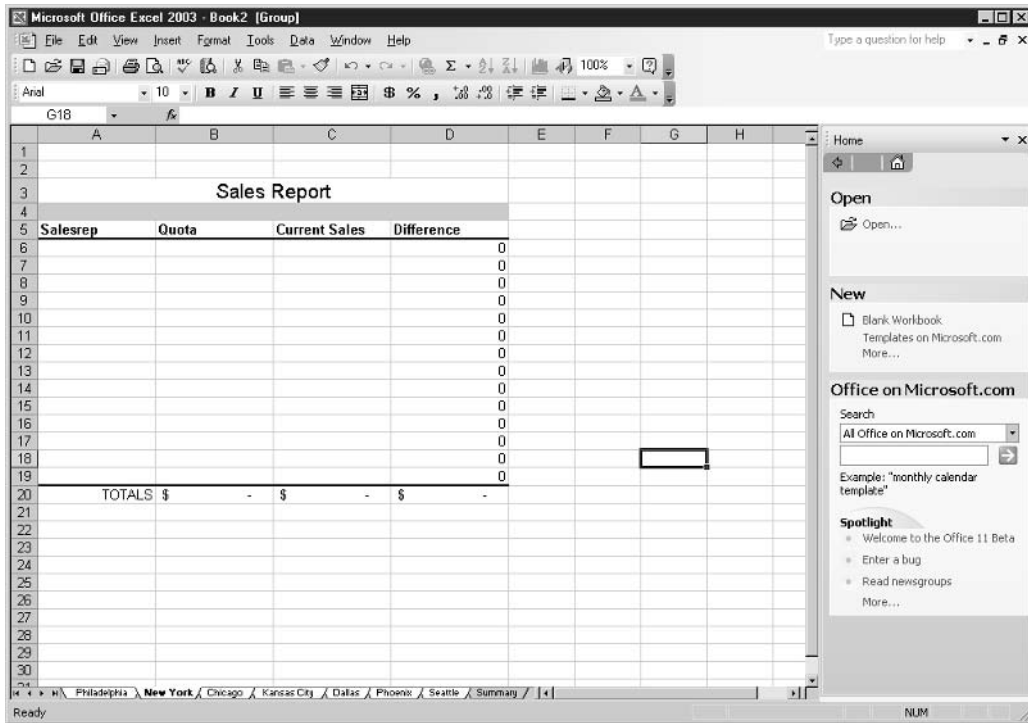 Microsoft Office Excel 2003 - Book2 [Group]
File Edit View Insert Format Tools Data Window Help
Type a question for help
100%
Arial 10 B I U $ % ,
G18 fx
A B C D E F G H
1
2
3 Sales Report
4
5 Salesrep Quota Current Sales Difference
6 0
7 0
8 0
9 0
10 0
11 0
12 0
13 0
14 0
15 0
16 0
17 0
18 0
19 0
20 TOTALS $ - $ - $ -
21
22
23
24
25
26
27
28
29
30
Philadelphia New York Chicago Kansas City Dallas Phoenix Seattle Summary
Ready
NUM
Home
Open
Open...
New
Blank Workbook
Templates on Microsoft.com
More...
Office on Microsoft.com
Search
All Office on Microsoft.com
Example: "monthly calendar
template"
Spotlight
Welcome to the Office 11 Beta
Enter a bug
Read newsgroups
More...